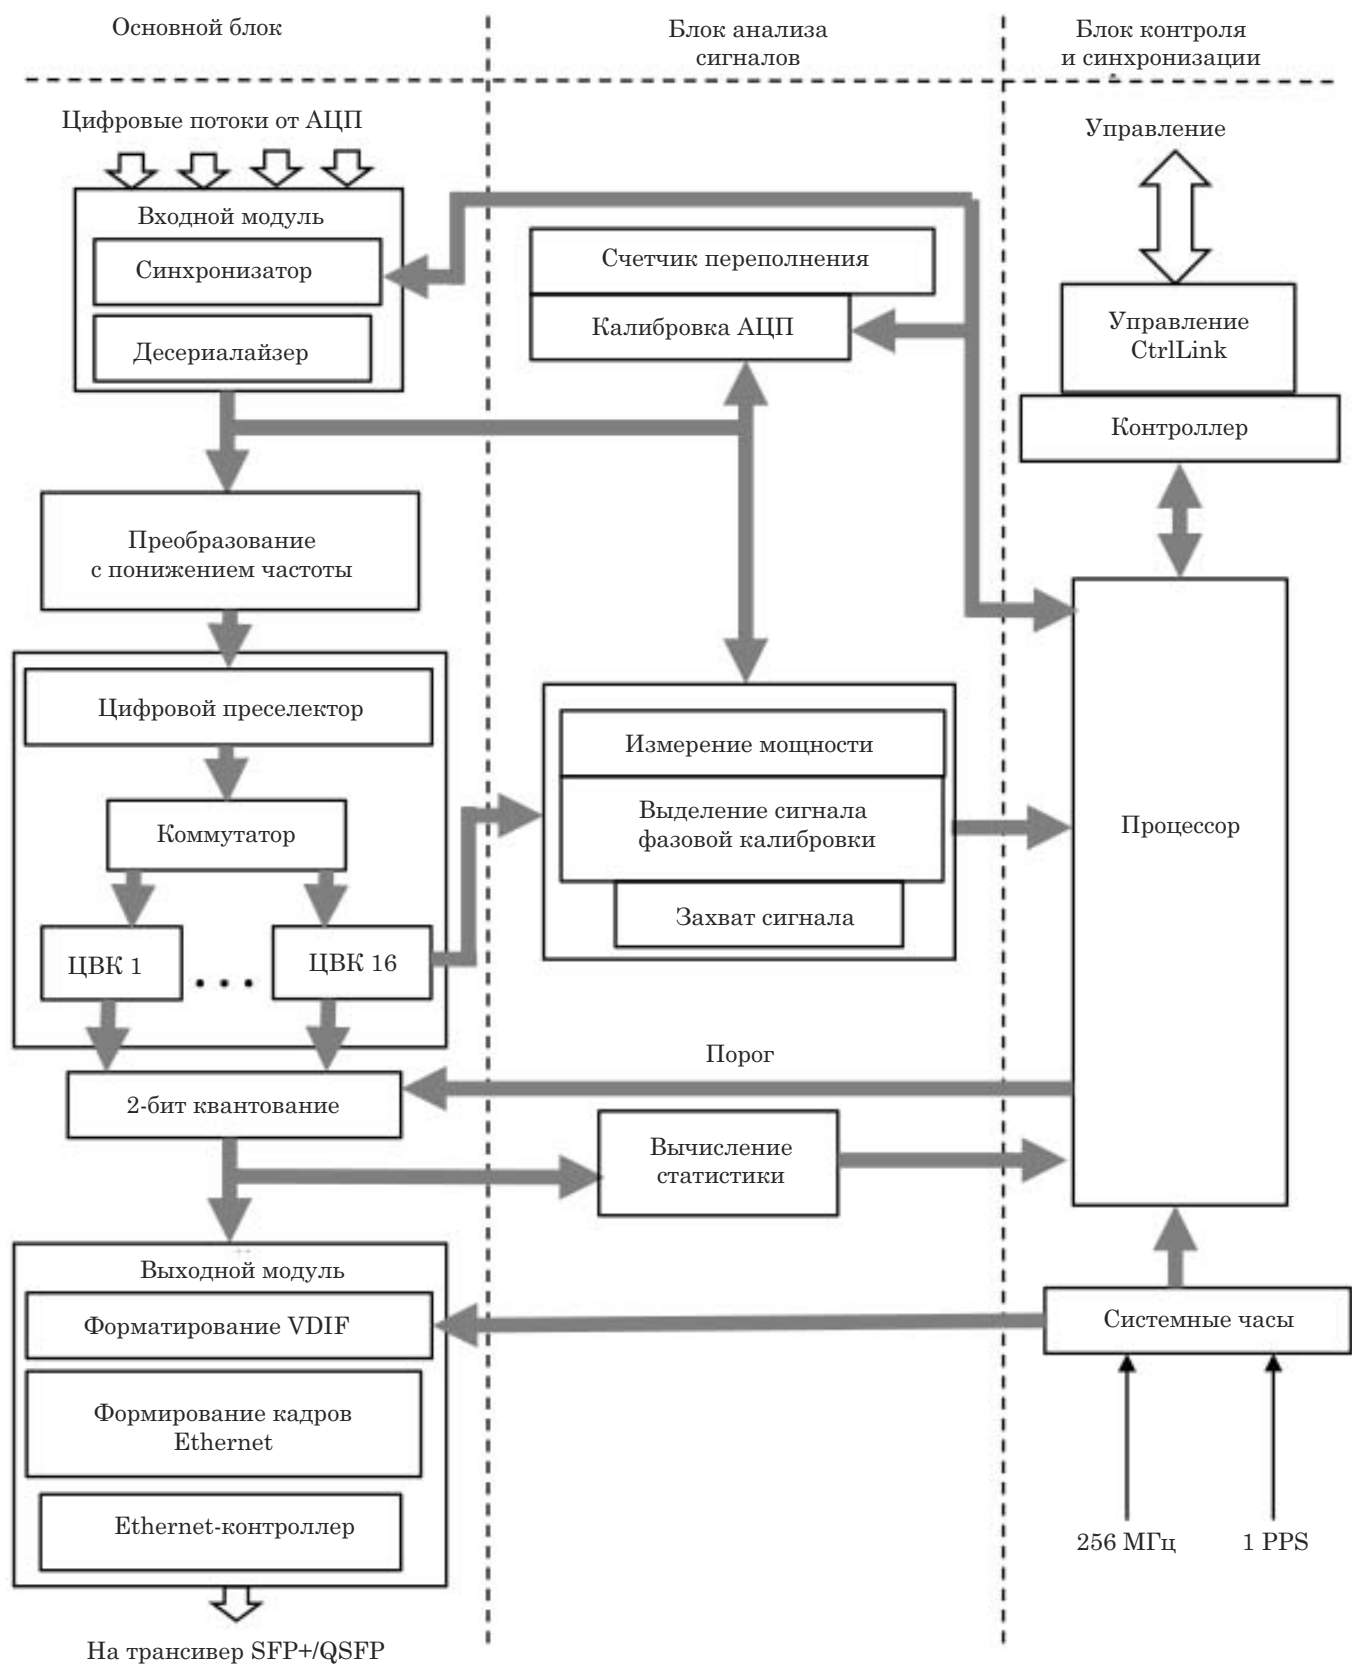 Основной блок
Блок анализа
сигналов
Блок контроля
и синхронизации
Цифровые потоки от АЦП
Входной модуль
Синхронизатор
Десериалайзер
Преобразование
с понижением частоты
Цифровой преселектор
Коммутатор
ЦВК 1
. . .
ЦВК 16
2-бит квантование
Выходной модуль
Форматирование VDIF
Формирование кадров
Ethernet
Ethernet-контроллер
На трансивер SFP+/QSFP
Счетчик переполнения
Калибровка АЦП
Измерение мощности
Выделение сигнала
фазовой калибровки
Захват сигнала
Порог
Вычисление
статистики
Управление
Управление
CtrlLink
Контроллер
Процессор
Системные часы
256 МГц
1 PPS